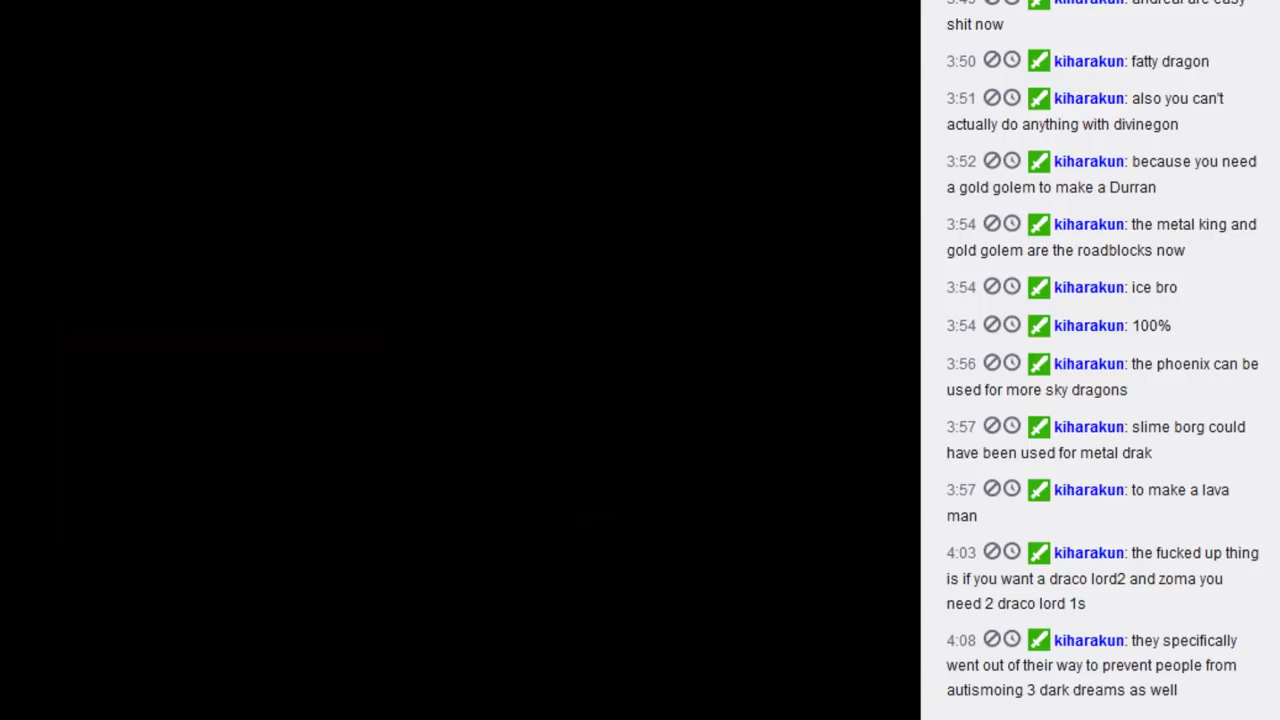 3:49 kiharakun: andreal are easy
shit now
3:50 kiharakun: fatty dragon
3:51 kiharakun: also you can't
actually do anything with divinegon
3:52 kiharakun: because you need
a gold golem to make a Durran
3:54 kiharakun: the metal king and
gold golem are the roadblocks now
3:54 kiharakun: ice bro
3:54 kiharakun: 100%
3:56 kiharakun: the phoenix can be
used for more sky dragons
3:57 kiharakun: slime borg could
have been used for metal drak
3:57 kiharakun: to make a lava
man
4:03 kiharakun: the fucked up thing
is if you want a draco lord2 and zoma you
need 2 draco lord 1s
4:08 kiharakun: they specifically
went out of their way to prevent people from
autismoing 3 dark dreams as well